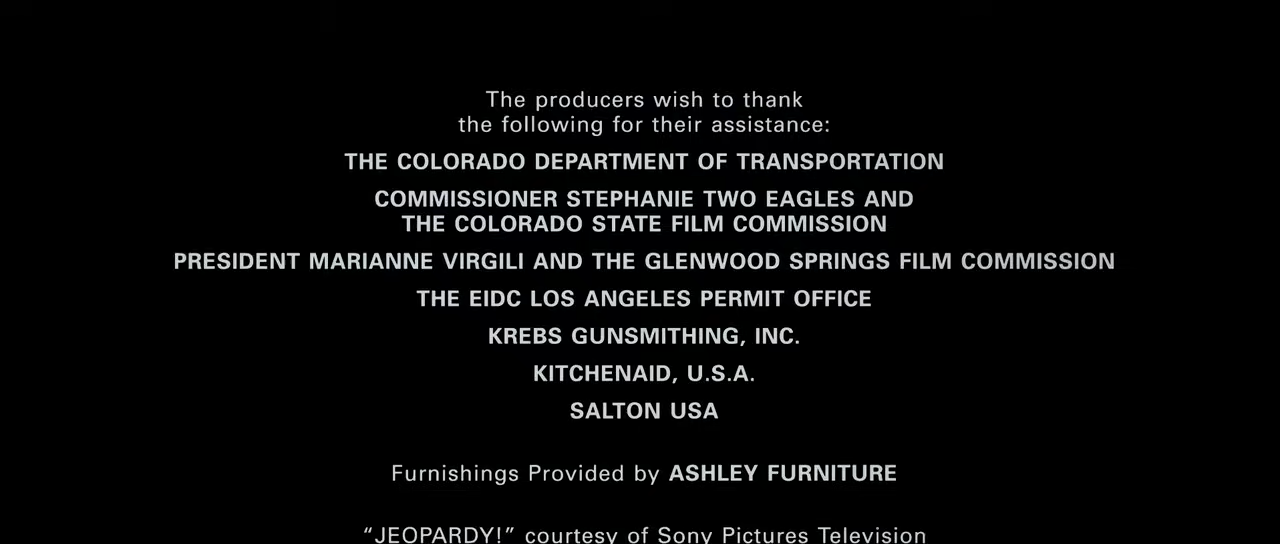 The producers wish to thank
the following for their assistance:
THE COLORADO DEPARTMENT OF TRANSPORTATION
COMMISSIONER STEPHANIE TWO EAGLES AND
THE COLORADO STATE FILM COMMISSION
PRESIDENT MARIANNE VIRGILI AND THE GLENWOOD SPRINGS FILM COMMISSION
THE EIDC LOS ANGELES PERMIT OFFICE
KREBS GUNSMITHING, INC.
KITCHENAID, U.S.A.
SALTON USA
Furnishings Provided by ASHLEY FURNITURE
“JEOPARDY!” courtesy of Sony Pictures Television